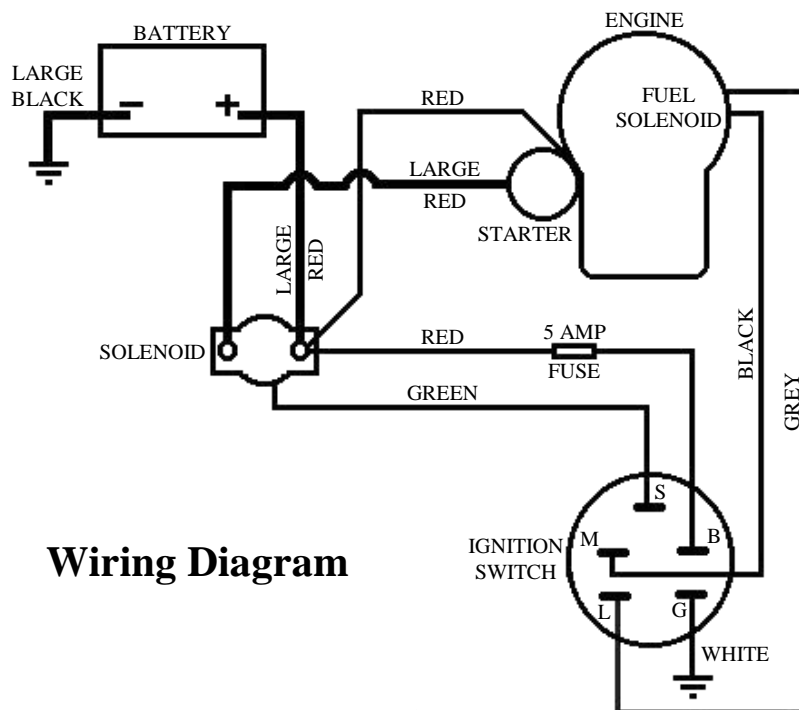 ENGINE
BATTERY
LARGE
BLACK
− +
RED
FUEL
SOLENOID
LARGE
RED
STARTER
LARGE
RED
SOLENOID
RED
5 AMP
FUSE
BLACK
GREY
GREEN
S
M
B
IGNITION
SWITCH
L
G
WHITE
Wiring Diagram